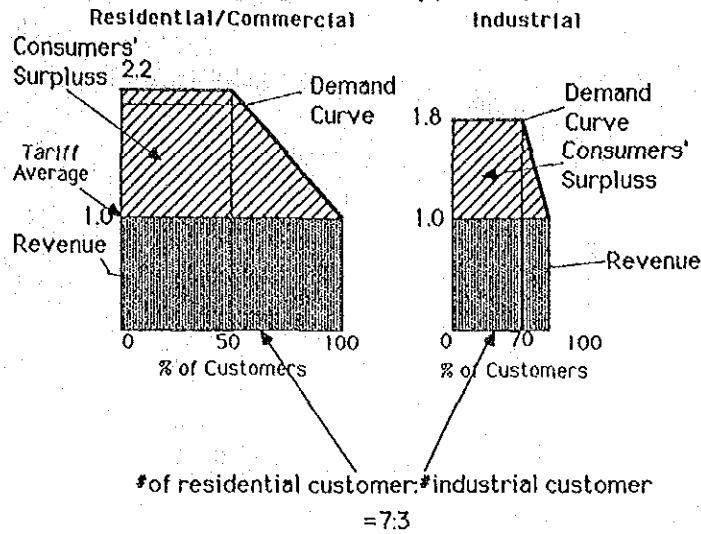 Residential/Commercial
Industrial
Consumers'
Surpluss
2.2
Demand
Curve
Tariff
Average
1.0
Revenue
0 50 100
% of Customers
1.8
Demand
Curve
Consumers'
Surpluss
1.0
Revenue
0 70 100
% of Customers
#of residential customer:#industrial customer
=7:3